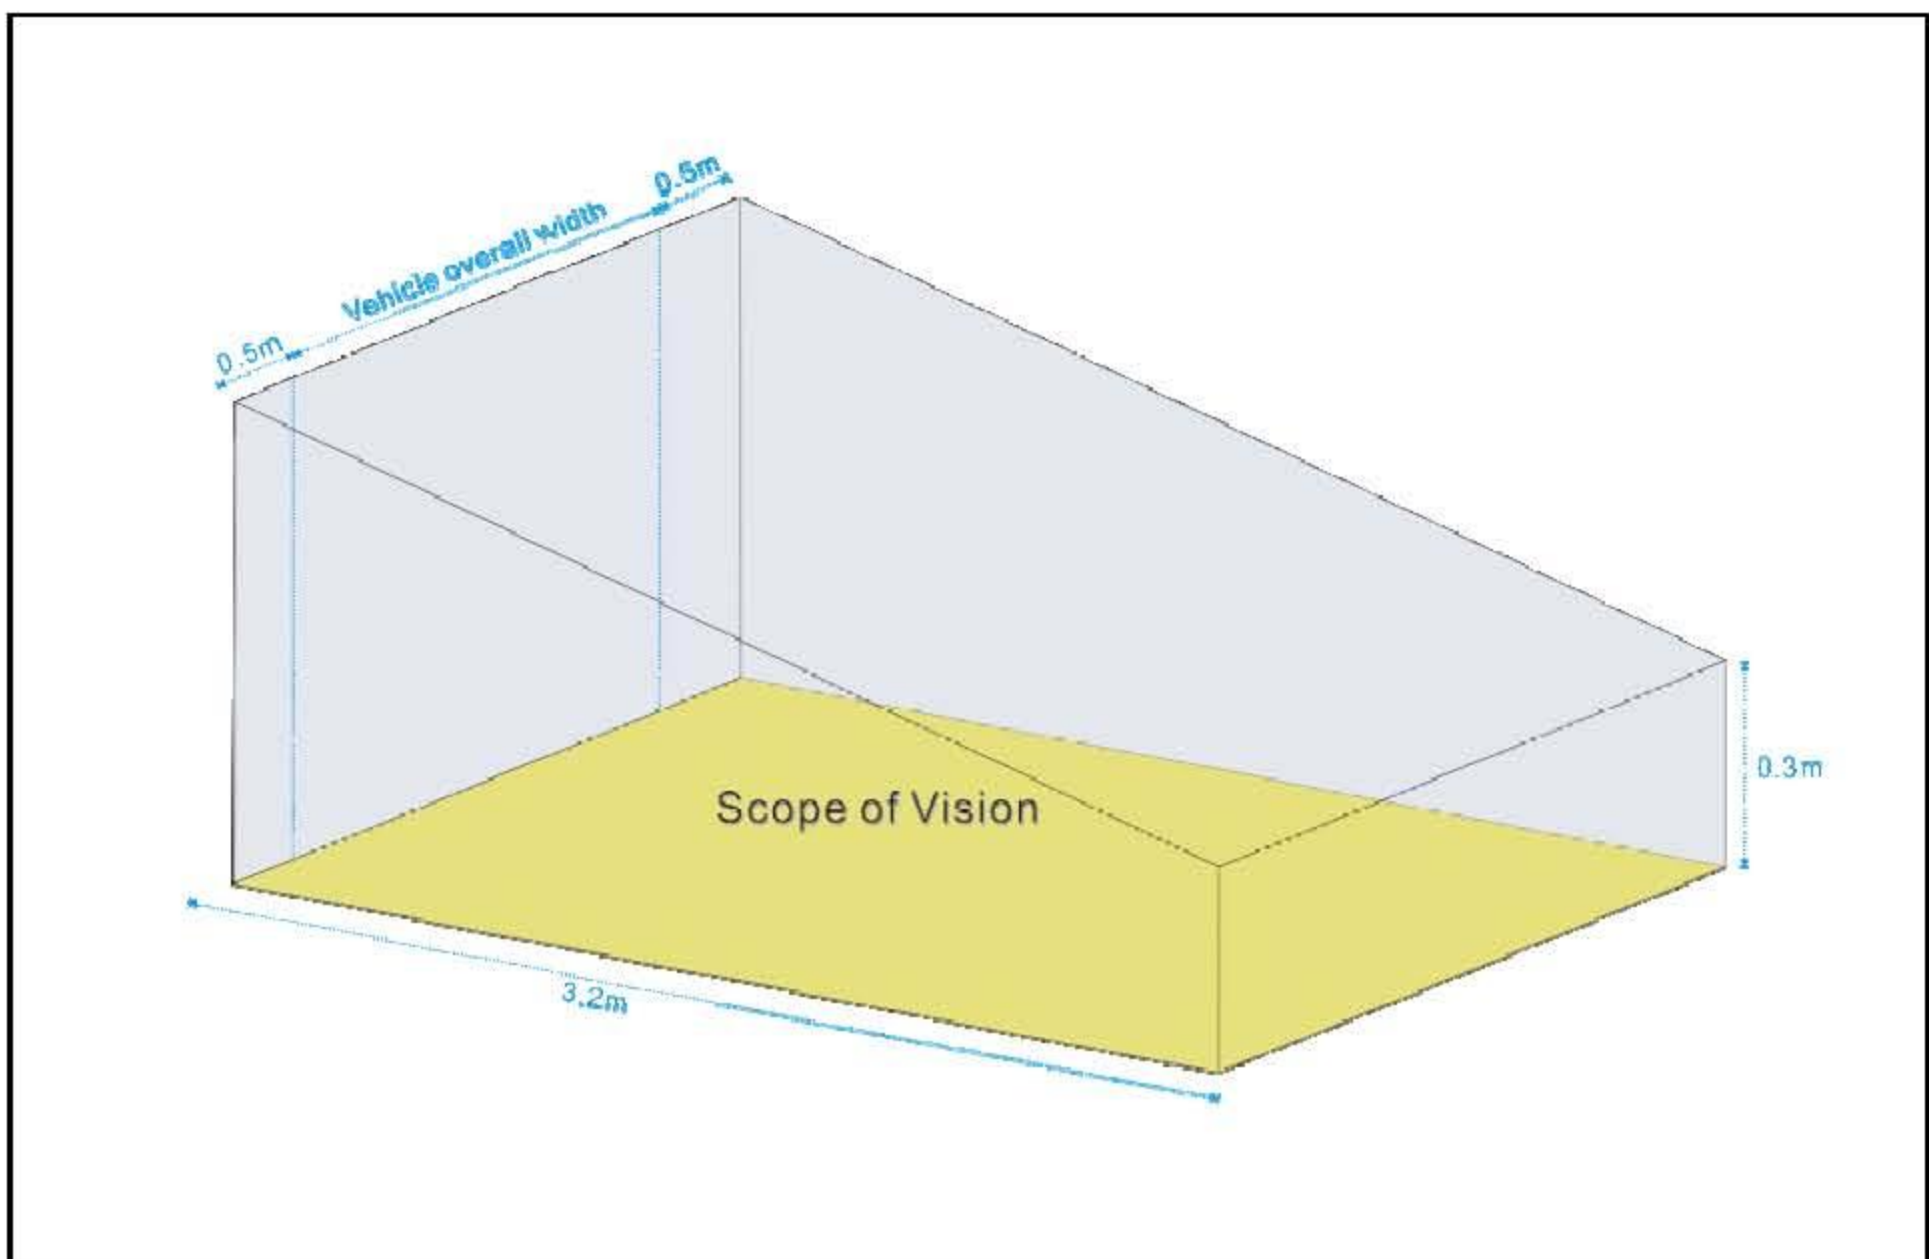 0.5m
Vehicle overall width
0.5m
0.3m
Scope of Vision
3.2m